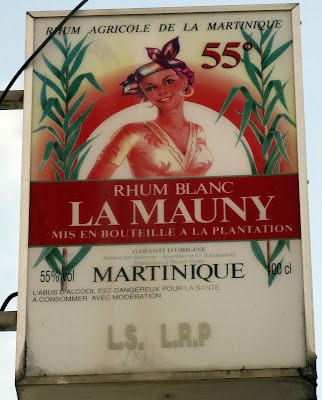 RHUM AGRICOLE DE LA MARTINIQUE
55°
RHUM BLANC
LA MAUNY
MIS EN BOUTEILLE A LA PLANTATION
GARANTI D'ORIGINE
MARTINIQUE
55% vol
100 cl
L'ABUS D'ALCOOL EST DANGEREUX POUR LA SANTÉ
A CONSOMMER AVEC MODÉRATION
L.S. L.R.P